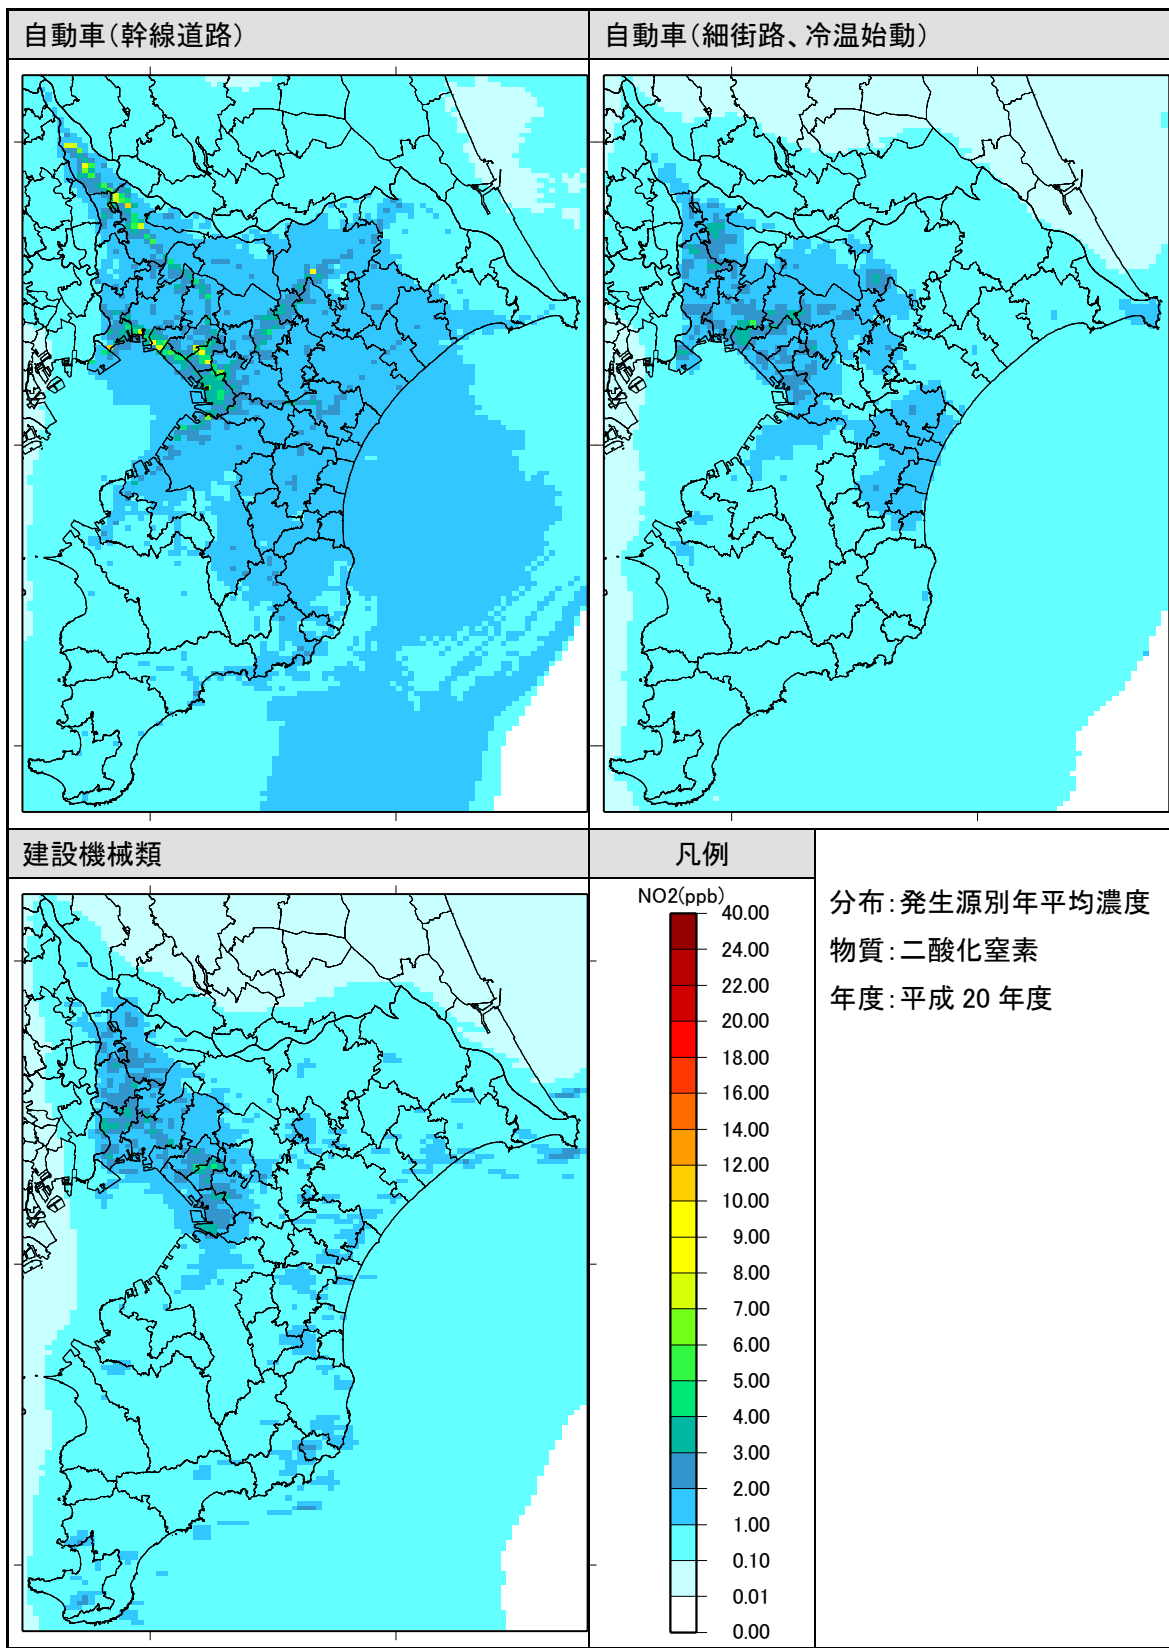 自動車(幹線道路)
自動車(細街路、冷温始動)
建設機械類
凡例
NO2(ppb)
40.00
24.00
22.00
20.00
18.00
16.00
14.00
12.00
10.00
9.00
8.00
7.00
6.00
5.00
4.00
3.00
2.00
1.00
0.10
0.01
0.00
分布:発生源別年平均濃度
物質:二酸化窒素
年度:平成 20 年度